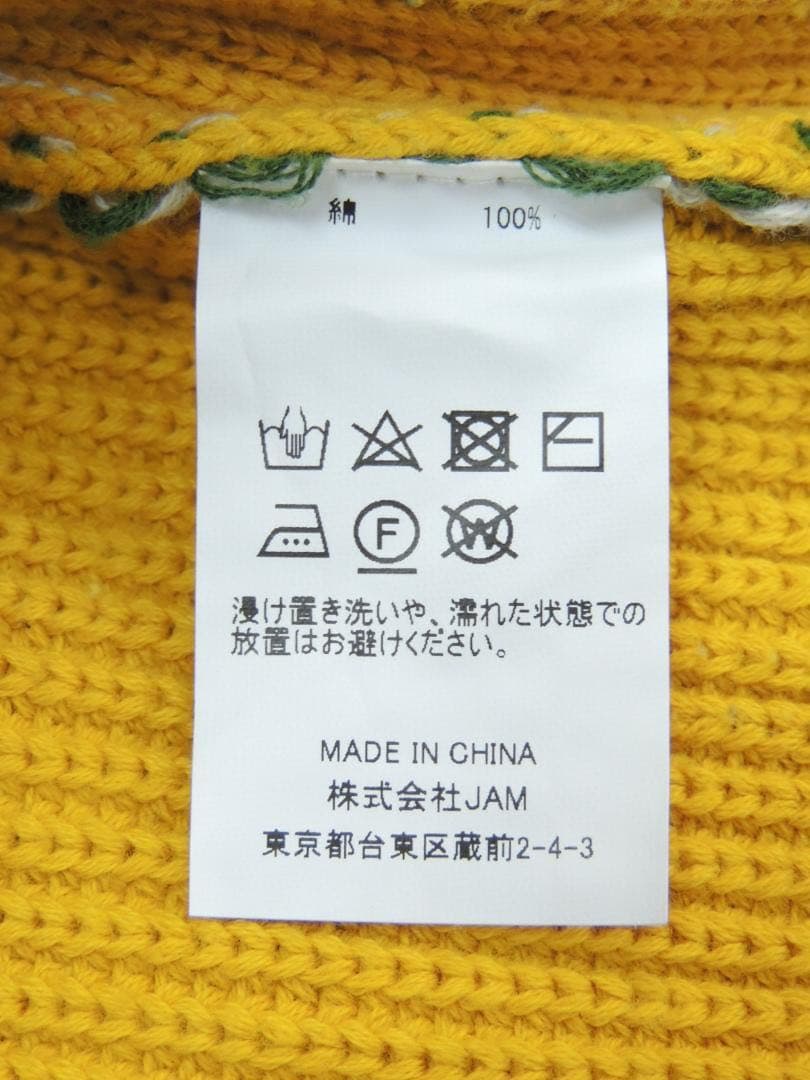 綿 100%
F W
浸け置き洗いや、濡れた状態での
放置はお避けください。
MADE IN CHINA
株式会社JAM
東京都台東区蔵前2-4-3